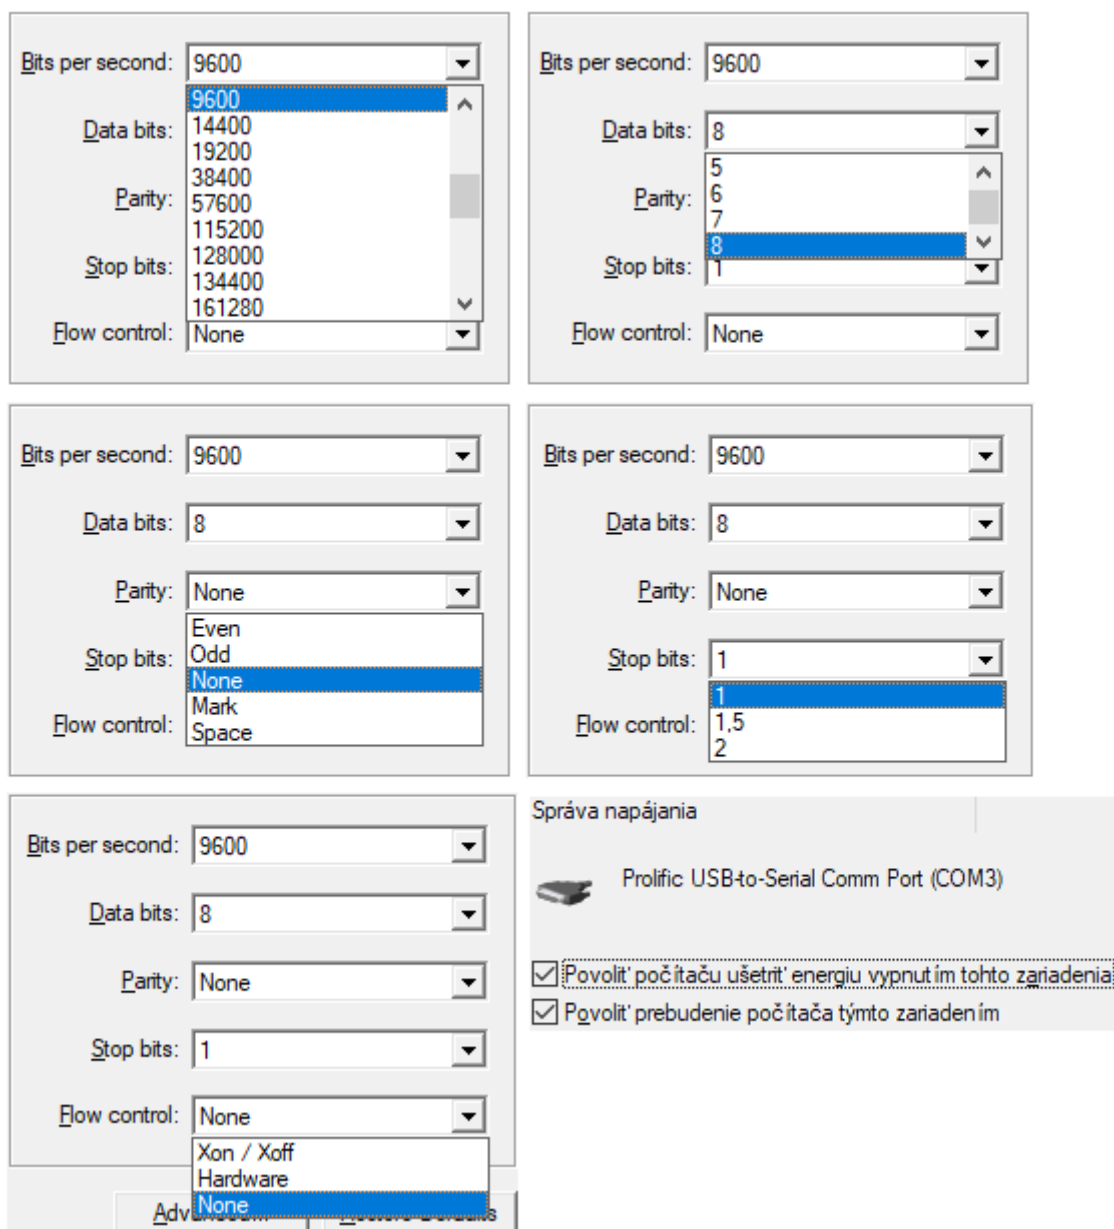 Bits per second: 9600
9600
14400
Data bits:
19200
38400
Parity:
57600
115200
128000
Stop bits:
134400
161280
Flow control: None
Bits per second: 9600
Data bits: 8
5
6
Parity:
7
8
Stop bits: 1
Flow control: None
Bits per second: 9600
Data bits: 8
Parity: None
Even
Odd
Stop bits:
None
Mark
Flow control:
Space
Bits per second: 9600
Data bits: 8
Parity: None
Stop bits: 1
1
1,5
Flow control:
2
Bits per second: 9600
Data bits: 8
Parity: None
Stop bits: 1
Flow control: None
Xon / Xoff
Hardware
None
Správa napájania
Prolific USB-to-Serial Comm Port (COM3)
Povoliť počítaču ušetriť energiu vypnutím tohto zariadenia
Povoliť prebudenie počítača týmto zariadením